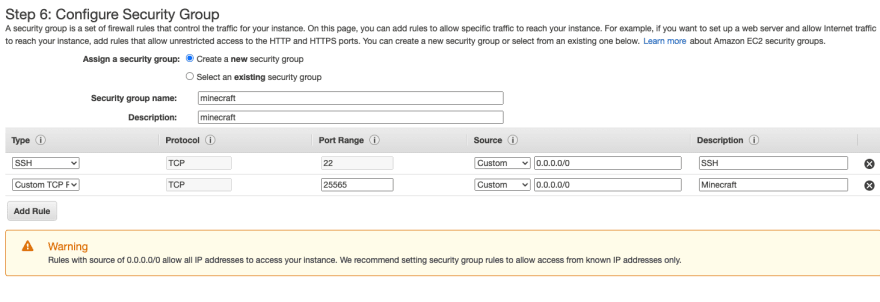 Step 6: Configure Security Group
A security group is a set of firewall rules that control the traffic for your instance. On this page, you can add rules to allow specific traffic to reach your instance. For example, if you want to set up a web server and allow Internet traffic
to reach your instance, add rules that allow unrestricted access to the HTTP and HTTPS ports. You can create a new security group or select from an existing one below. Learn more about Amazon EC2 security groups.
Assign a security group: Create a new security group
Select an existing security group
Security group name: minecraft
Description: minecraft
Type i Protocol i Port Range i Source i Description i
SSH TCP 22 Custom 0.0.0.0/0 SSH
Custom TCP F TCP 25565 Custom 0.0.0.0/0 Minecraft
Add Rule
Warning
Rules with source of 0.0.0.0/0 allow all IP addresses to access your instance. We recommend setting security group rules to allow access from known IP addresses only.